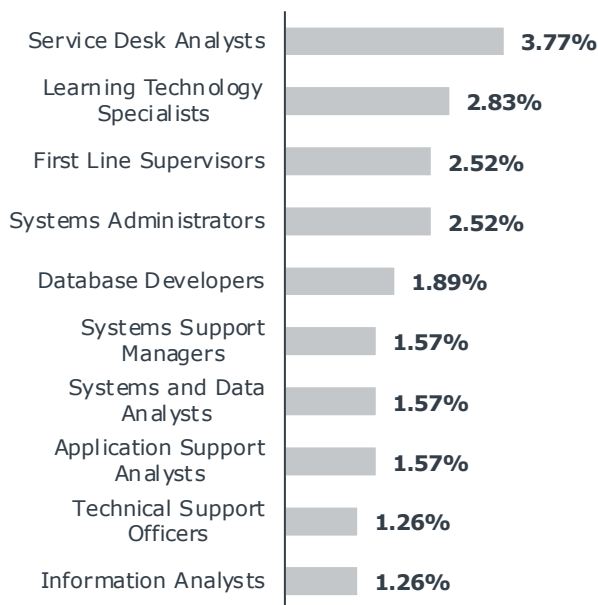 Service Desk Analysts
3.77%
Learning Technology
Specialists
2.83%
First Line Supervisors
2.52%
Systems Administrators
2.52%
Database Developers
1.89%
Systems Support
Managers
1.57%
Systems and Data
Analysts
1.57%
Application Support
Analysts
1.57%
Technical Support
Officers
1.26%
Information Analysts
1.26%